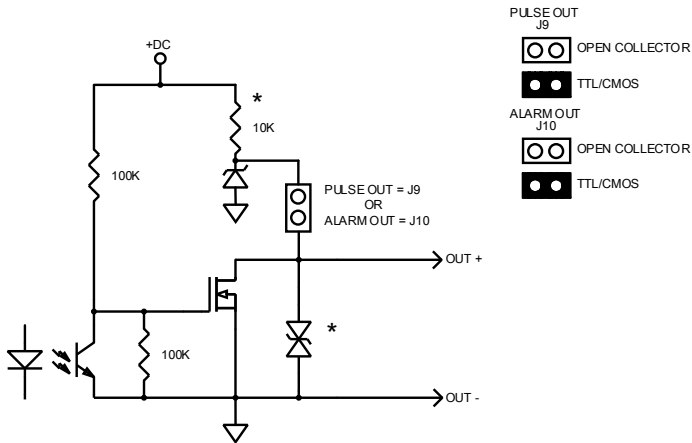 PULSE OUT
J9
OPEN COLLECTOR
TTL/CMOS
ALARM OUT
J10
OPEN COLLECTOR
TTL/CMOS
+DC
*
10K
100K
PULSE OUT = J9
OR
ALARM OUT = J10
OUT +
*
100K
OUT -